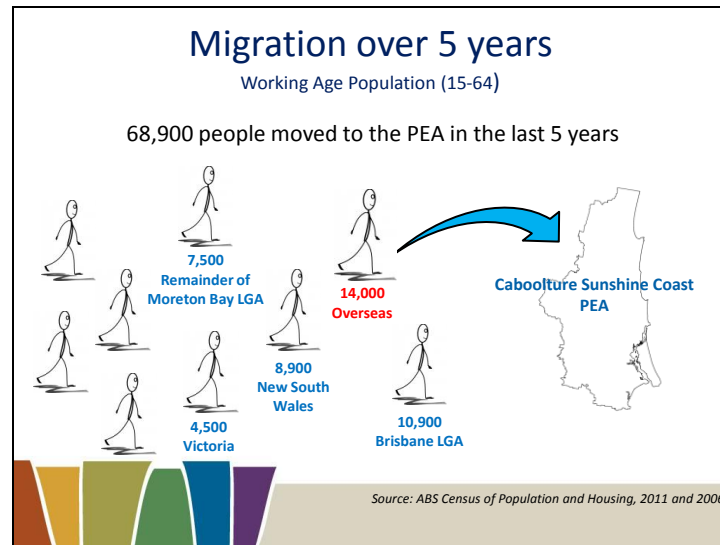 Migration over 5 years
Working Age Population (15-64)
68,900 people moved to the PEA in the last 5 years
7,500
Remainder of
Moreton Bay LGA
14,000
Overseas
Caboolture Sunshine Coast
PEA
8,900
New South
Wales
4,500
Victoria
10,900
Brisbane LGA
Source: ABS Census of Population and Housing, 2011 and 2006